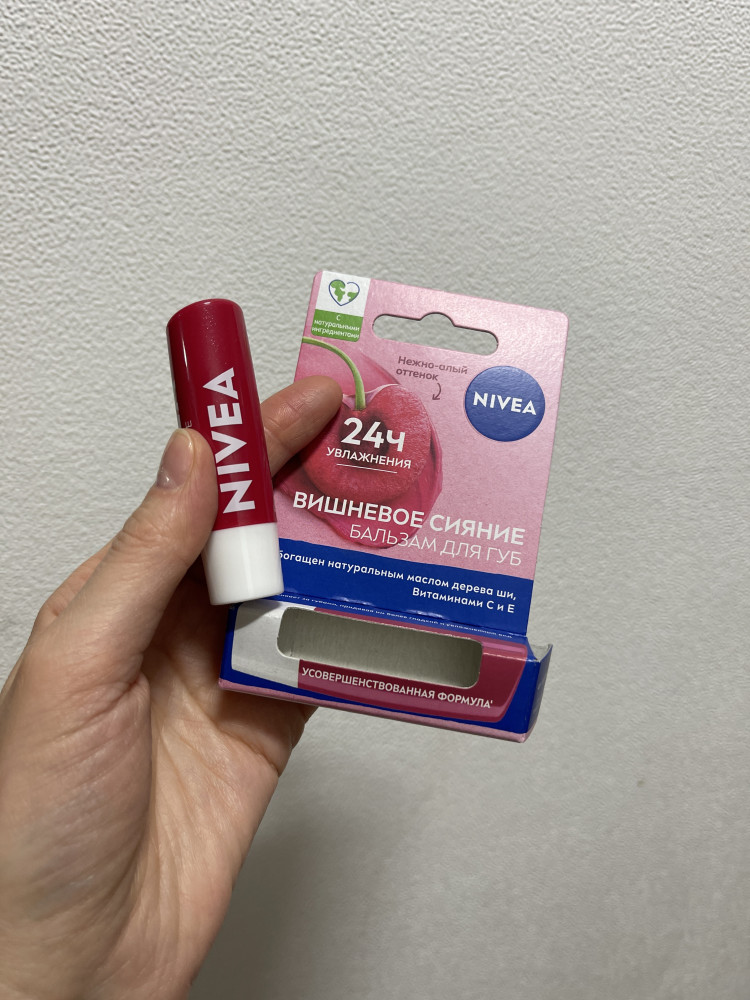 NIVEA
С
натуральными
ингредиентами
Нежно-алый
оттенок
NIVEA
24Ч
УВЛАЖНЕНИЯ
ВИШНЕВОЕ СИЯНИЕ
БАЛЬЗАМ ДЛЯ ГУБ
богащен натуральным маслом дерева ши,
Витаминами С и Е
УСОВЕРШЕНСТВОВАННАЯ ФОРМУЛА*